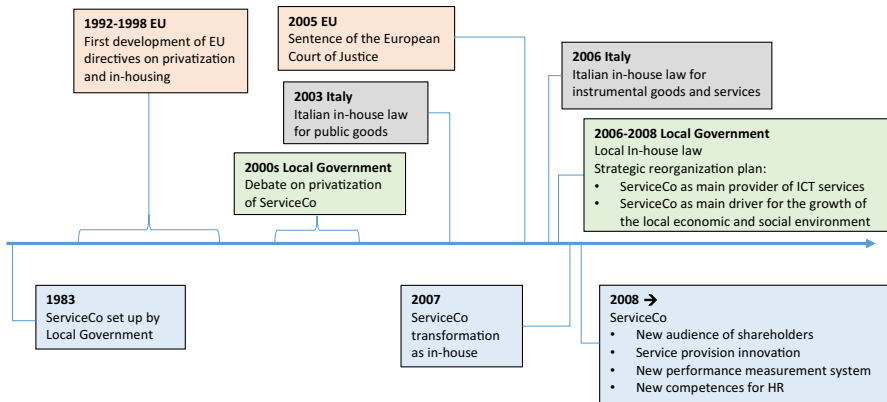 1992-1998 EU
First development of EU
directives on privatization
and in-housing
2005 EU
Sentence of the European
Court of Justice
2003 Italy
Italian in-house law
for public goods
2006 Italy
Italian in-house law for
instrumental goods and services
2000s Local Government
Debate on privatization
of ServiceCo
2006-2008 Local Government
Local In-house law
Strategic reorganization plan:
• ServiceCo as main provider of ICT services
• ServiceCo as main driver for the growth of
the local economic and social environment
1983
ServiceCo set up by
Local Government
2007
ServiceCo
transformation
as in-house
2008 →
ServiceCo
• New audience of shareholders
• Service provision innovation
• New performance measurement system
• New competences for HR